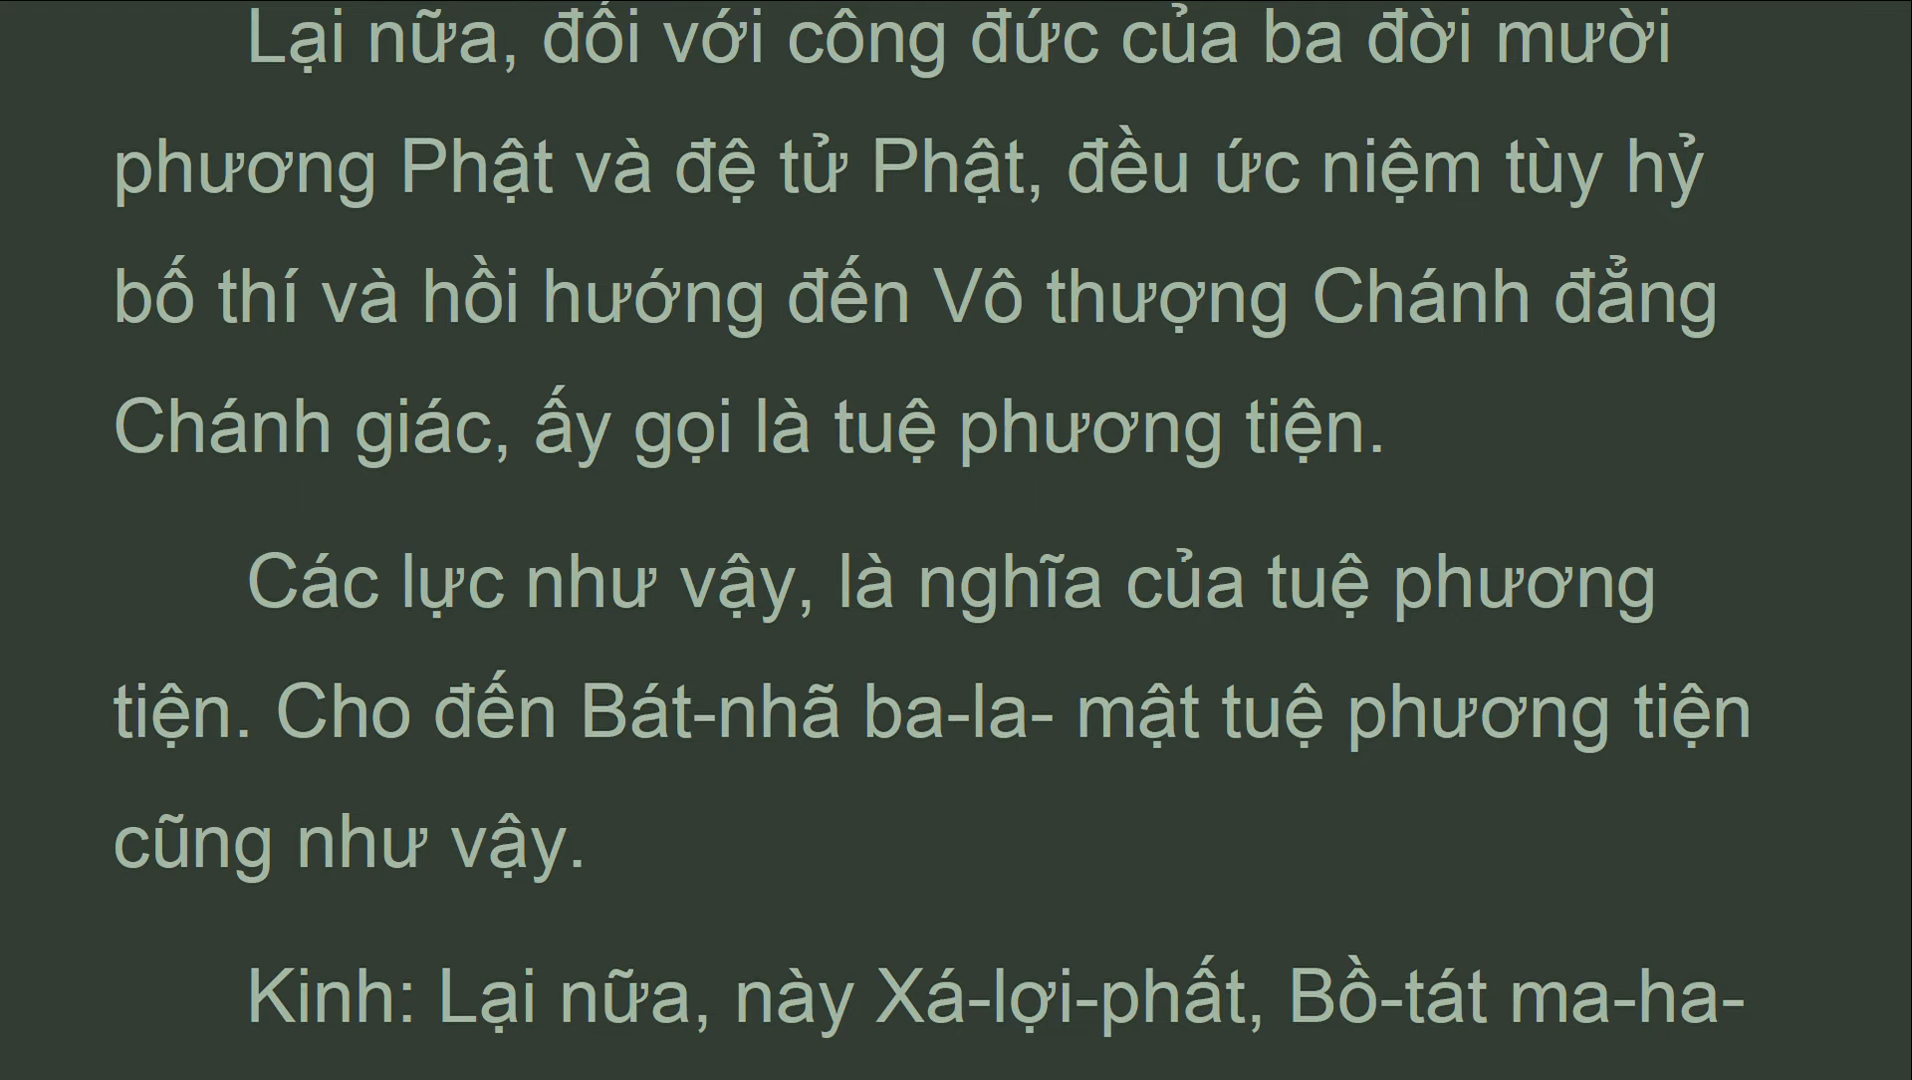 Lại nữa, đối với công đức của ba đời mười
phương Phật và đệ tử Phật, đều ức niệm tùy hỷ
bố thí và hồi hướng đến Vô thượng Chánh đẳng
Chánh giác, ấy gọi là tuệ phương tiện.
Các lực như vậy, là nghĩa của tuệ phương
tiện. Cho đến Bát-nhã ba-la- mật tuệ phương tiện
cũng như vậy.
Kinh: Lại nữa, này Xá-lợi-phất, Bồ-tát ma-ha-